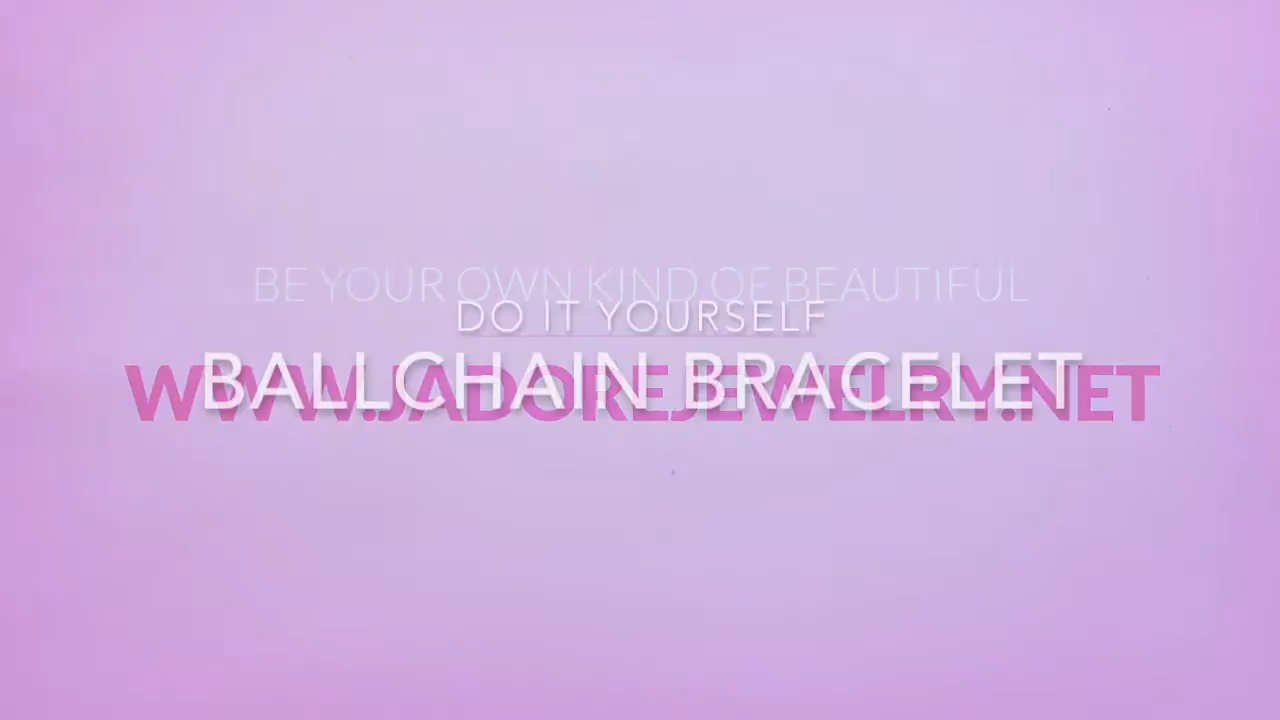 BE YOUR OWN KIND OF BEAUTIFUL
DO IT YOURSELF
BALLCHAIN BRACELET
WWW.JADOREJEWELRY.NET